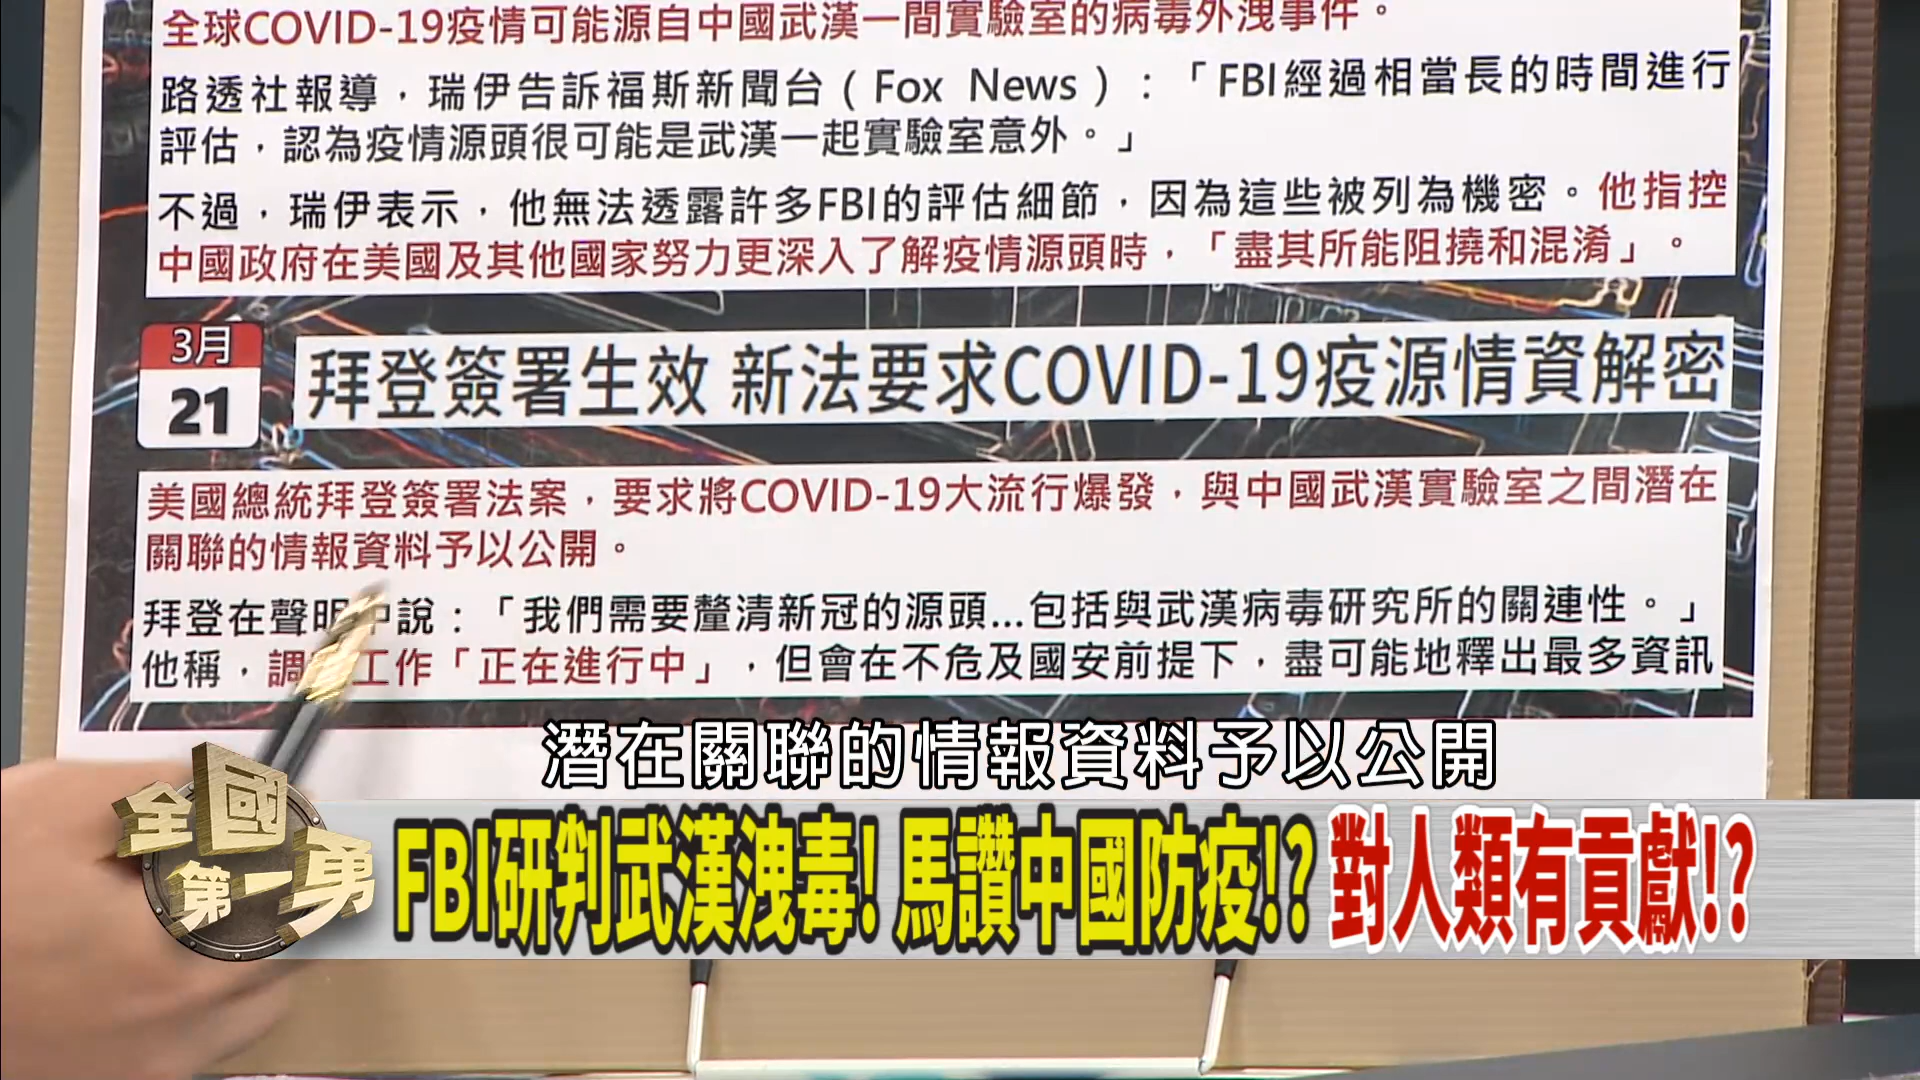 全球COVID-19疫情可能源自中國武漢一間實驗室的病毒外洩事件。
路透社報導，瑞伊告訴福斯新聞台（Fox News）：「FBI經過相當長的時間進行
評估，認為疫情源頭很可能是武漢一起實驗室意外。」
不過，瑞伊表示，他無法透露許多FBI的評估細節，因為這些被列為機密。他指控
中國政府在美國及其他國家努力更深入了解疫情源頭時，「盡其所能阻撓和混淆」。
3月
21
拜登簽署生效 新法要求COVID-19疫源情資解密
美國總統拜登簽署法案，要求將COVID-19大流行爆發，與中國武漢實驗室之間潛在
關聯的情報資料予以公開。
拜登在聲明中說：「我們需要釐清新冠的源頭...包括與武漢病毒研究所的關連性。」
他稱，調 工作「正在進行中」，但會在不危及國安前提下，盡可能地釋出最多資訊
潛在關聯的情報資料予以公開
全國第一勇
FBI研判武漢洩毒! 馬讚中國防疫!? 對人類有貢獻!?